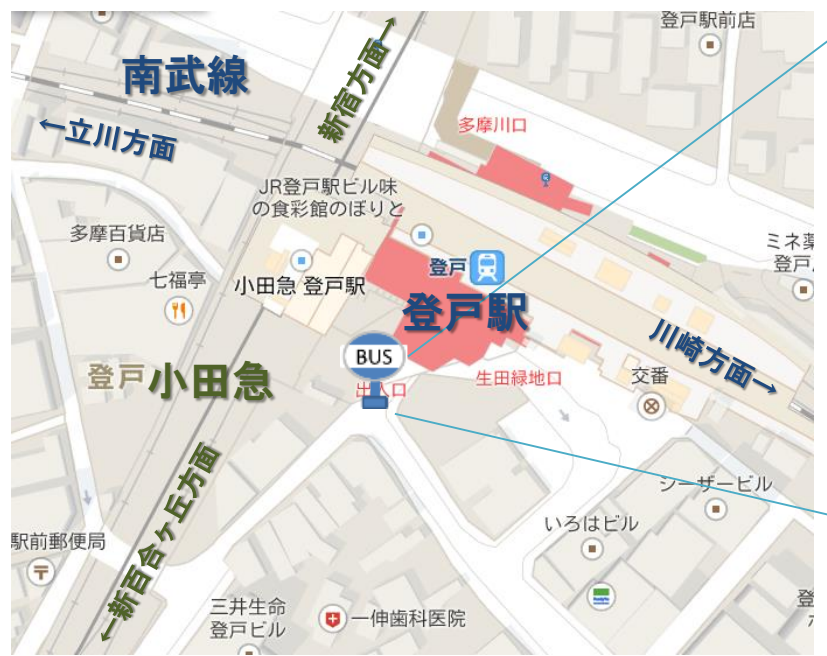 登戸駅前店
南武線
新宿方面→
←立川方面
多摩川口
JR登戸駅ビル味
の食彩館のぼりと
多摩百貨店
ミネ薬
登戸
七福亭
小田急 登戸駅
登戸
登戸駅
川崎方面→
BUS
登戸
小田急
出入口
生田緑地口
交番
シーザービル
いろはビル
←新百合ヶ丘方面
駅前郵便局
三井生命
登戸ビル
一伸歯科医院